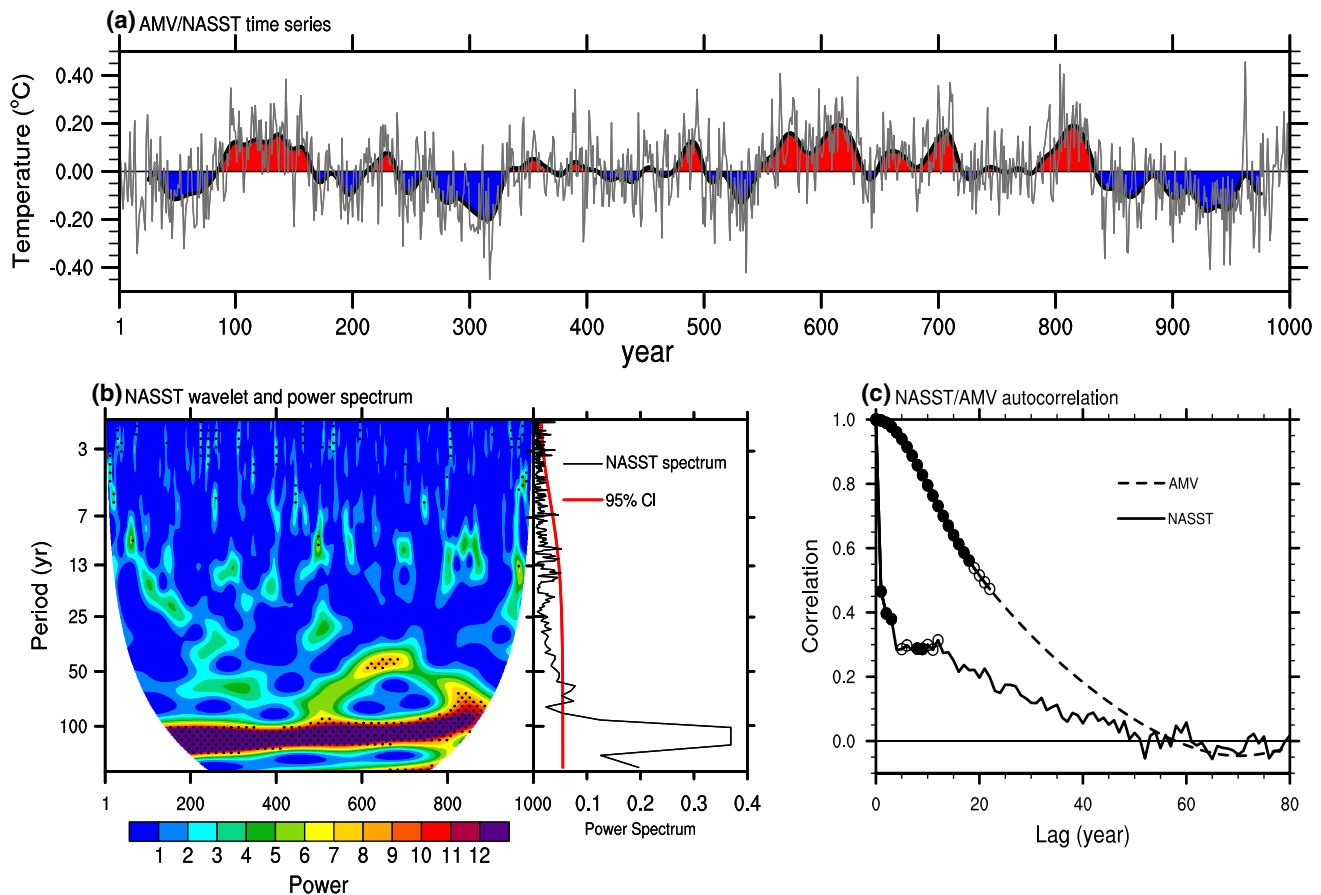 (a) AMV/NASST time series
Temperature (°C)
0.40
0.20
0.00
-0.20
-0.40
1 100 200 300 400 500 600 700 800 900 1000
year
(b) NASST wavelet and power spectrum
Period (yr)
3
7
13
25
50
100
NASST spectrum
95% CI
1 200 400 600 800 1000 0.1 0.2 0.3 0.4
Power Spectrum
1 2 3 4 5 6 7 8 9 10 11 12
Power
(c) NASST/AMV autocorrelation
Correlation
1.0
0.8
0.6
0.4
0.2
0.0
AMV
NASST
0 20 40 60 80
Lag (year)